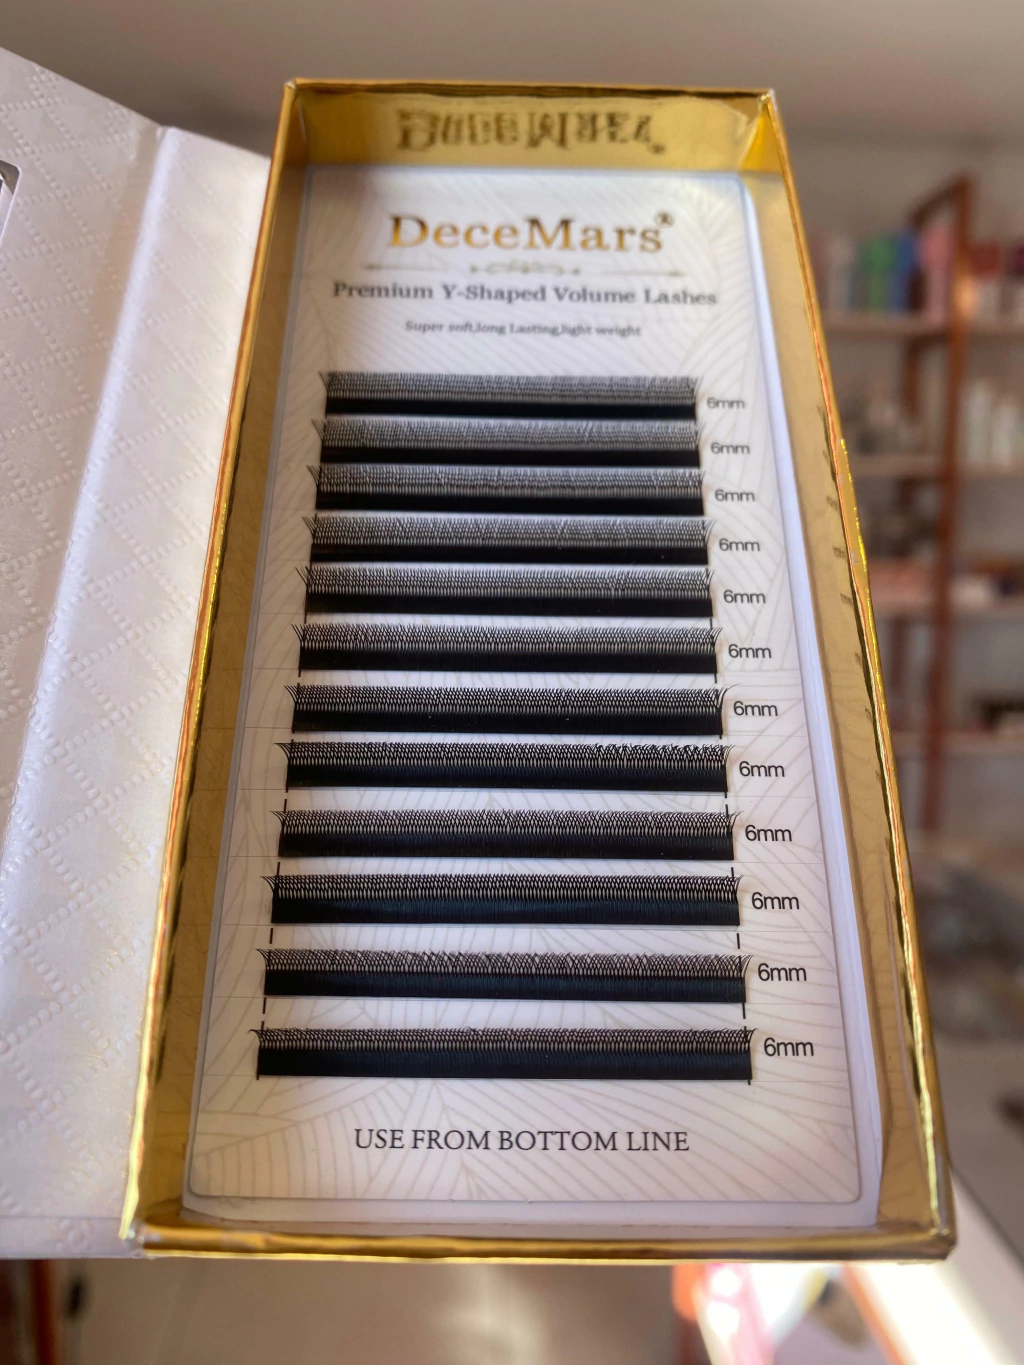 DeceMars®
Premium Y-Shaped Volume Lashes
Super soft,long Lasting,light weight
6mm
6mm
6mm
6mm
6mm
6mm
6mm
6mm
6mm
6mm
6mm
6mm
USE FROM BOTTOM LINE